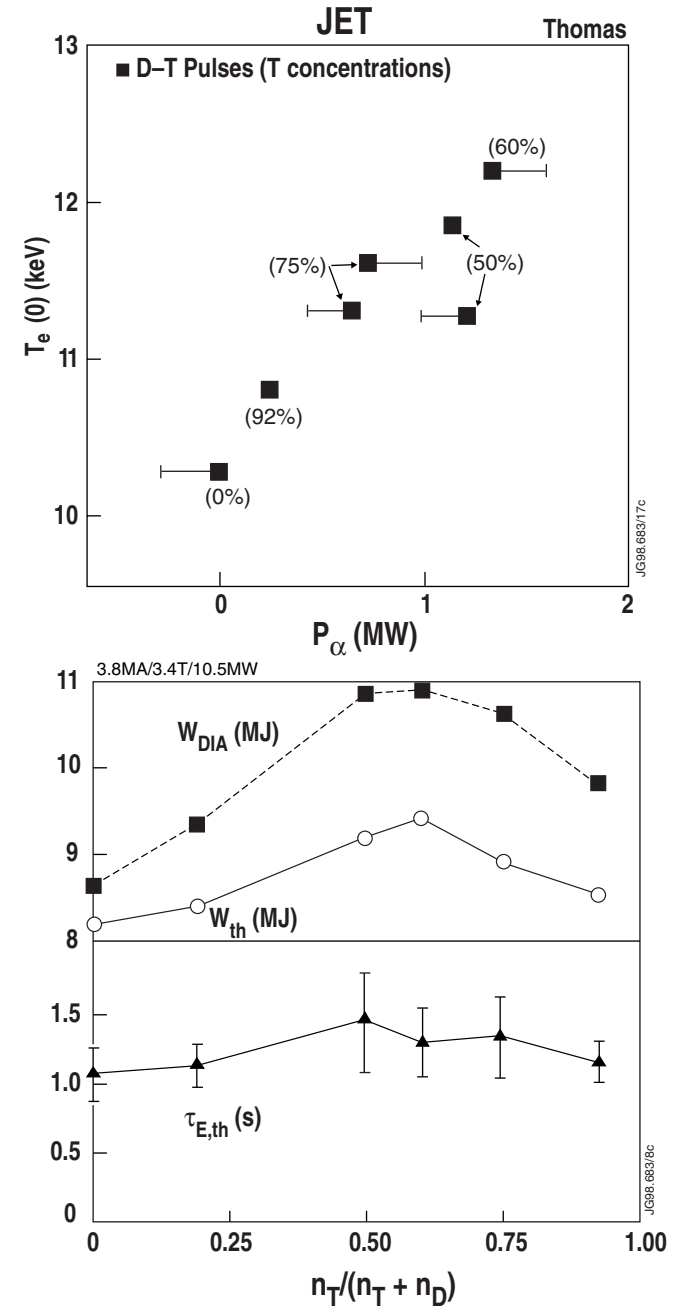 JET
Thomas
13
■ D–T Pulses (T concentrations)
(60%)
12
(75%)
(50%)
Te (0) (keV)
11
(92%)
(0%)
10
JG98.683/17c
0
1
2
Pα (MW)
3.8MA/3.4T/10.5MW
11
WDIA (MJ)
10
9
Wth (MJ)
8
1.5
1.0
τE,th (s)
0.5
JG98.683/8c
0
0
0.25
0.50
0.75
1.00
nT/(nT + nD)